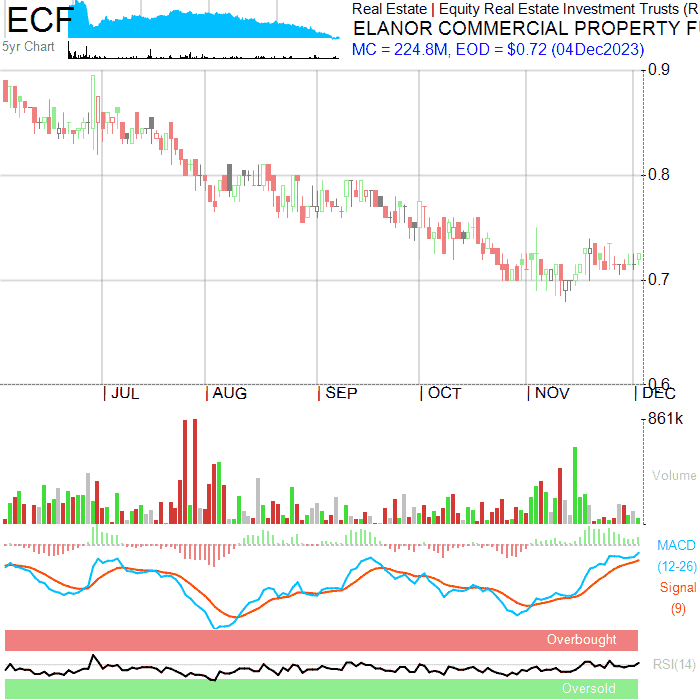 ECF
5yr Chart
Real Estate | Equity Real Estate Investment Trusts (R
ELANOR COMMERCIAL PROPERTY F
MC = 224.8M, EOD = $0.72 (04Dec2023)
0.9
0.8
0.7
0.6
| JUL | AUG | SEP | OCT | NOV | DEC
861k
Volume
MACD
(12-26)
Signal
(9)
Overbought
RSI(14)
Oversold